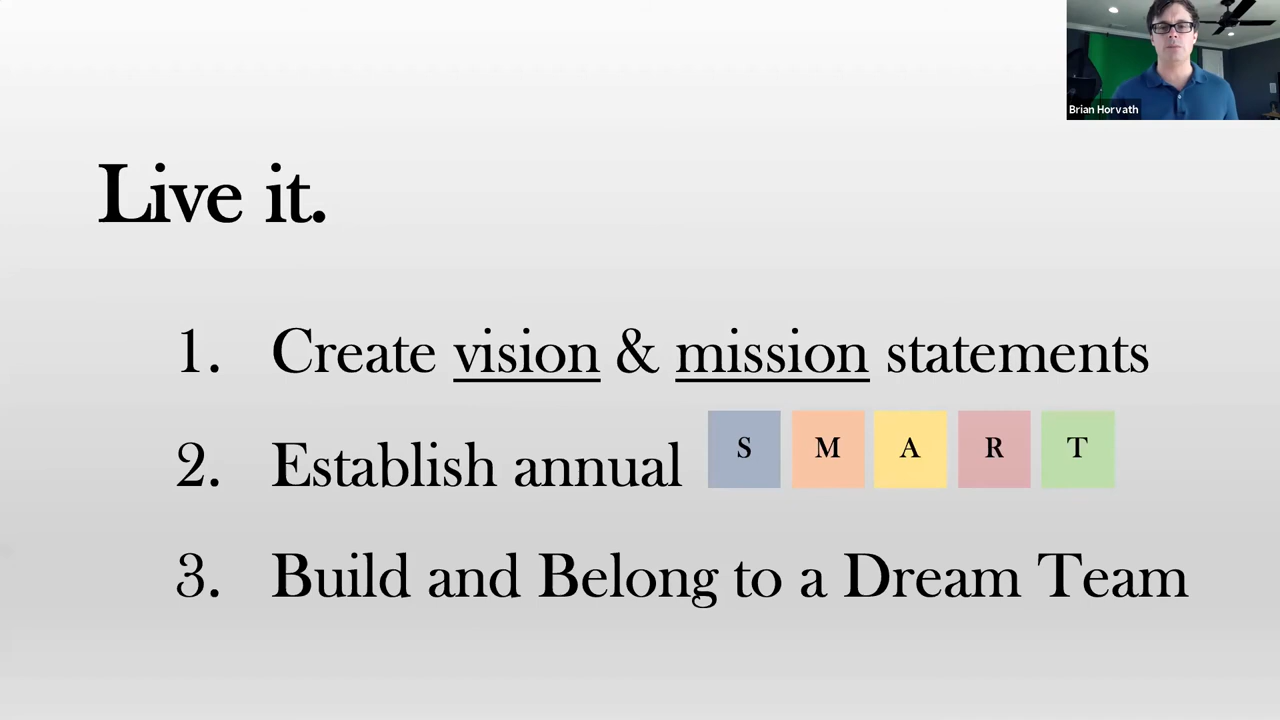 Brian Horvath
Live it.
1. Create vision & mission statements
2. Establish annual S M A R T
3. Build and Belong to a Dream Team